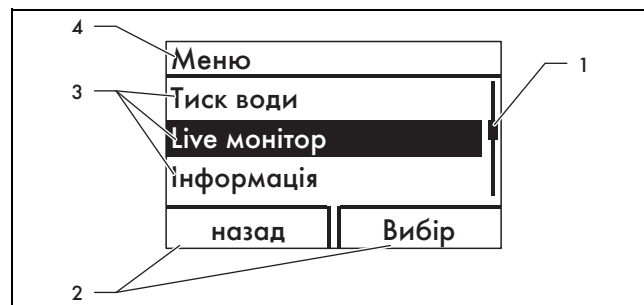 4
Меню
1
3
Тиск води
Live монітор
Інформація
назад
Вибір
2